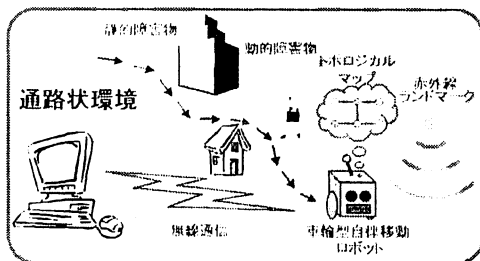 静的障害物
動的障害物
トポロジカル
マップ
赤外線
ランドマーク
通路状環境
無線通信
車輪型自律移動
ロボット